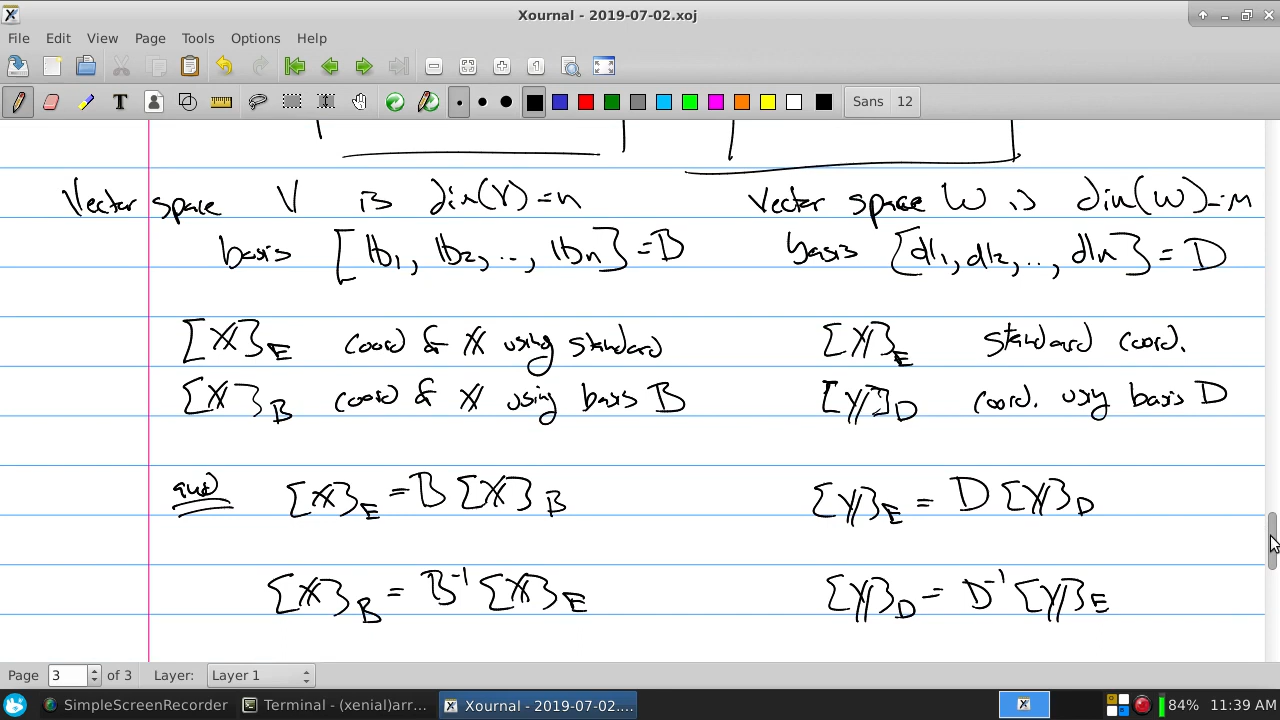 Xournal - 2019-07-02.xoj
File Edit View Page Tools Options Help
Sans 12
Vector space V is dim(V)=n
basis [b1, b2, .., bn] = B
Vector space W is dim(W)=m
basis [d1, d2, .., dm] = D
[x]E coord of x using standard
[x]B coord of x using basis B
[y]E standard coord.
[y]D coord. using basis D
and [x]E = B [x]B
[y]E = D [y]D
[x]B = B-1 [x]E
[y]D = D-1 [y]E
Page 3 of 3 Layer: Layer 1
SimpleScreenRecorder Terminal - (xenial)arr... Xournal - 2019-07-02.... 84% 11:39 AM